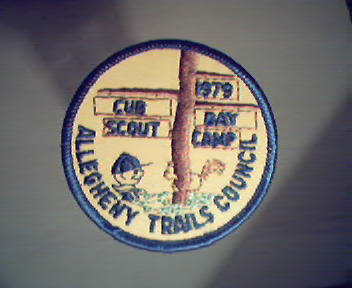 1979
CUB SCOUT
DAY CAMP
ALLEGHENY TRAILS COUNCIL